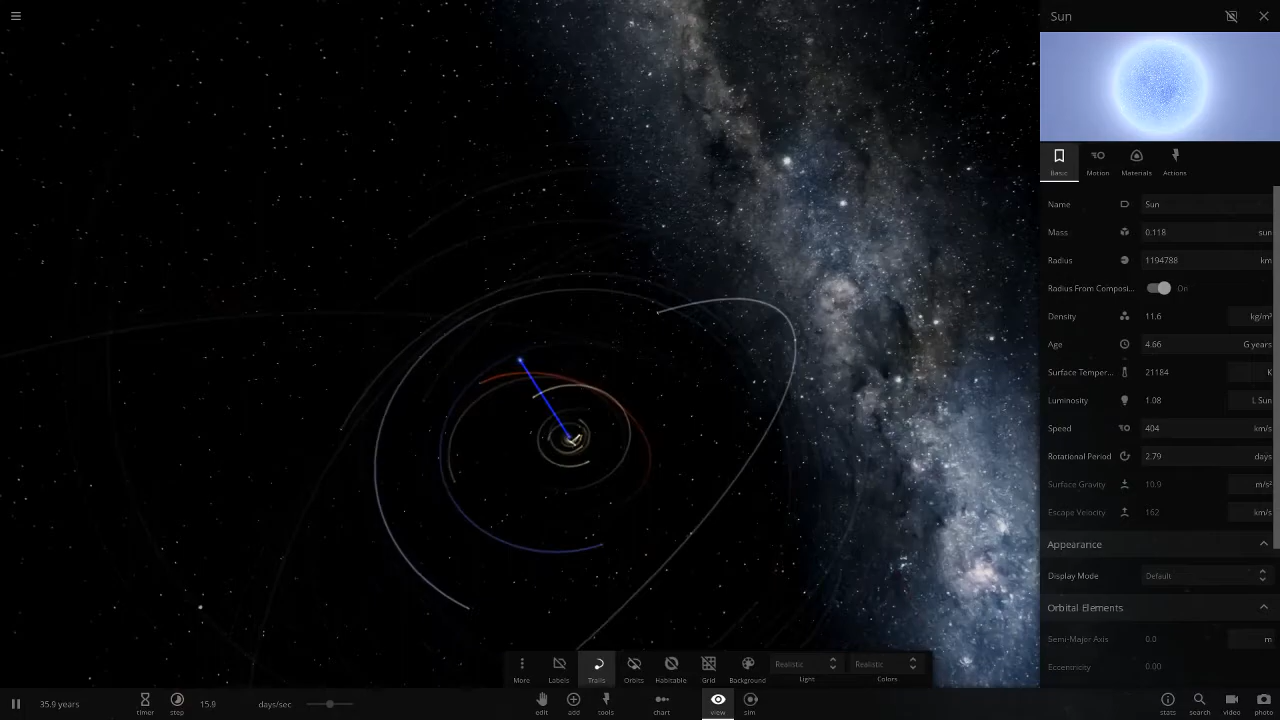 Sun
Basic
Motion
Materials
Actions
Name Sun
Mass 0.118 sun
Radius 1194788 km
Radius From Composi... On
Density 11.6 kg/m³
Age 4.66 G years
Surface Temper... 21184 K
Luminosity 1.08 L Sun
Speed 404 km/s
Rotational Period 2.79 days
Surface Gravity 10.9 m/s²
Escape Velocity 162 km/s
Appearance
Display Mode Default
Orbital Elements
Semi-Major Axis 0.0 m
Eccentricity 0.00
More Labels Trails Orbits Habitable Grid Background
Realistic Light
Realistic Colors
35.9 years timer step 15.9 days/sec
edit add tools chart view sim
stats search video photo